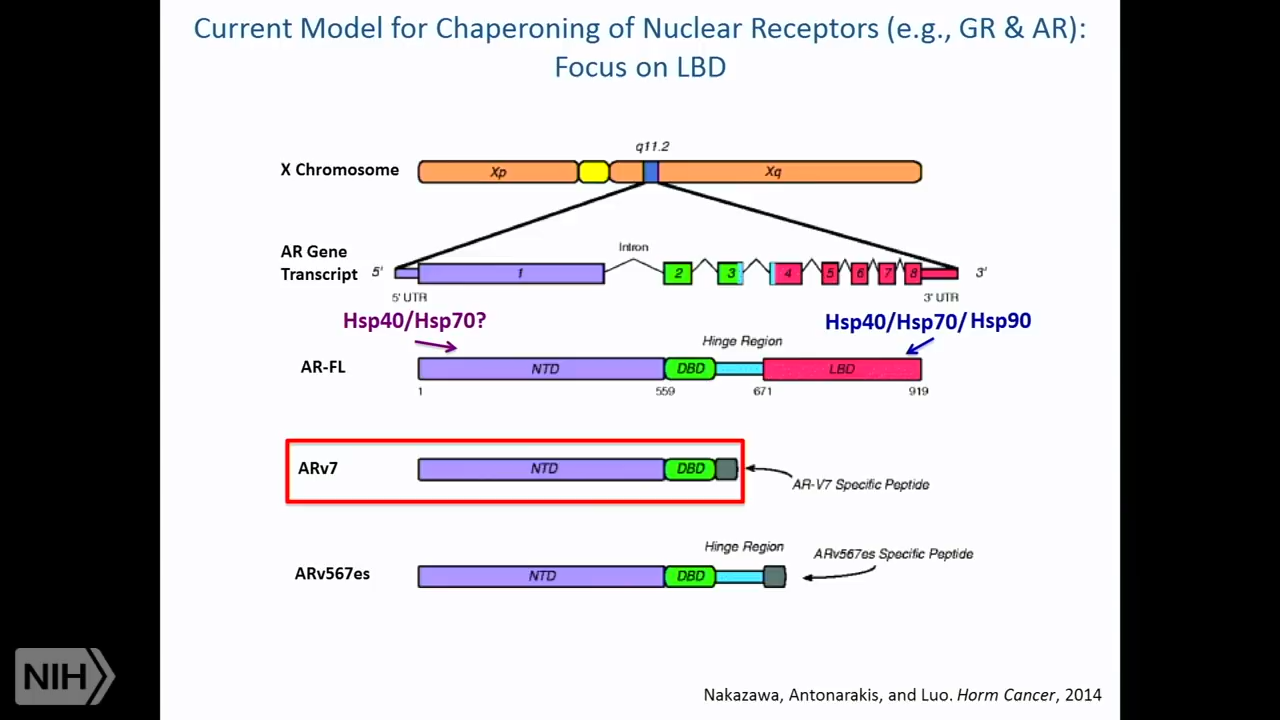 Current Model for Chaperoning of Nuclear Receptors (e.g., GR & AR):
Focus on LBD
q11.2
X Chromosome
Xp
Xq
AR Gene
Transcript
Intron
5'
1
2
3
4
5
6
7
8
3'
5' UTR
3' UTR
Hsp40/Hsp70?
Hsp40/Hsp70/Hsp90
Hinge Region
AR-FL
NTD
DBD
LBD
1
559
671
919
ARv7
NTD
DBD
AR-V7 Specific Peptide
Hinge Region
ARv567es Specific Peptide
ARv567es
NTD
DBD
NIH
Nakazawa, Antonarakis, and Luo. Horm Cancer, 2014